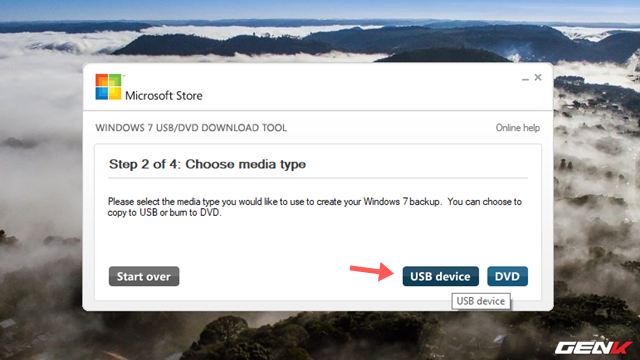 Microsoft Store
WINDOWS 7 USB/DVD DOWNLOAD TOOL
Online help
Step 2 of 4: Choose media type
Please select the media type you would like to use to create your Windows 7 backup. You can choose to
copy to USB or burn to DVD.
Start over
USB device
DVD
USB device
GENK